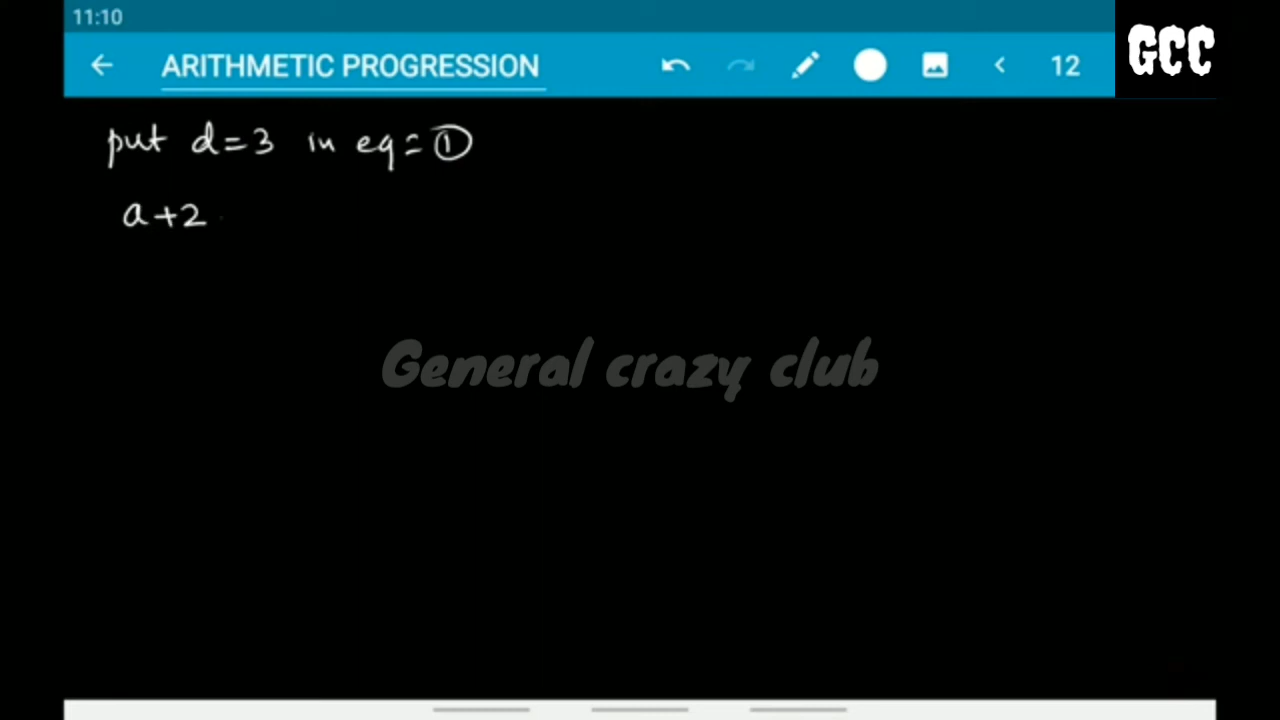 11:10
ARITHMETIC PROGRESSION
12
GCC
put d=3 in eq=①
a+2
General crazy club